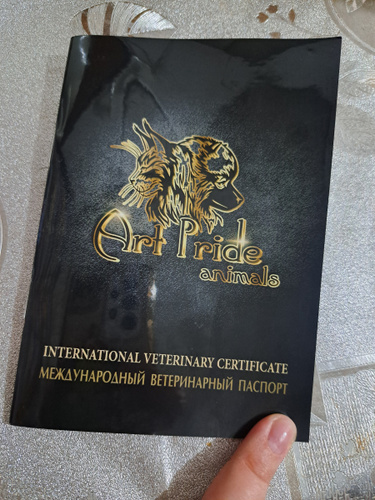 Art Pride
animals
INTERNATIONAL VETERINARY CERTIFICATE
МЕЖДУНАРОДНЫЙ ВЕТЕРИНАРНЫЙ ПАСПОРТ